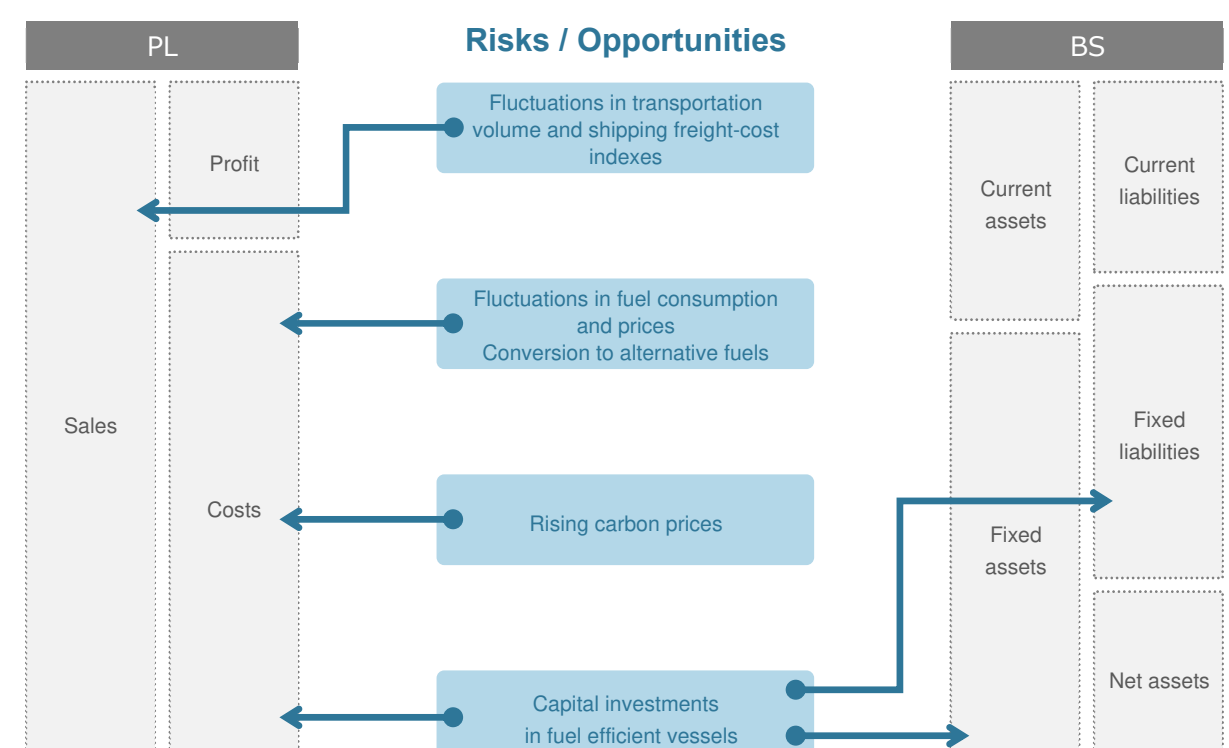 PL
Risks / Opportunities
BS
Fluctuations in transportation
volume and shipping freight-cost
indexes
Profit
Current
assets
Current
liabilities
Fluctuations in fuel consumption
and prices
Conversion to alternative fuels
Sales
Costs
Rising carbon prices
Fixed
assets
Fixed
liabilities
Capital investments
in fuel efficient vessels
Net assets